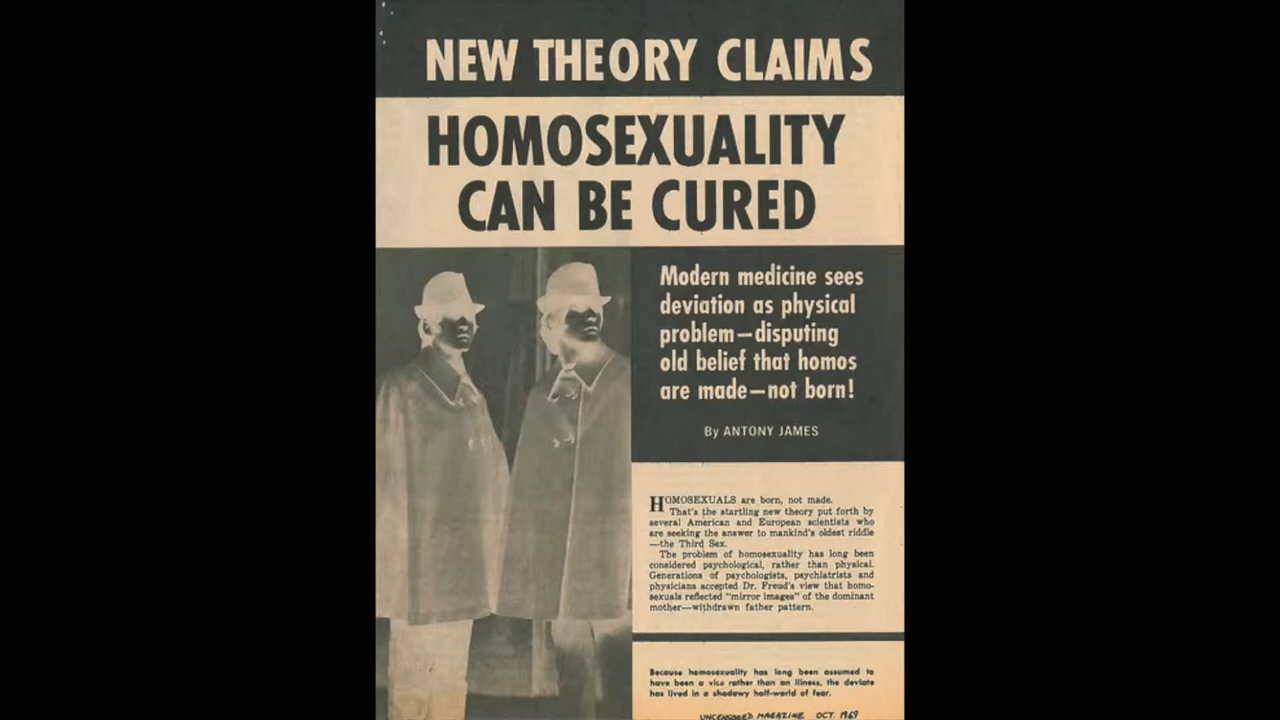 NEW THEORY CLAIMS
HOMOSEXUALITY
CAN BE CURED
Modern medicine sees
deviation as physical
problem—disputing
old belief that homos
are made—not born!
By ANTONY JAMES
HOMOSEXUALS are born, not made.
That's the startling new theory put forth by
several American and European scientists who
are seeking the answer to mankind's oldest riddle
—the Third Sex.
The problem of homosexuality has long been
considered psychological, rather than physical.
Generations of psychologists, psychiatrists and
physicians accepted Dr. Freud's view that homo-
sexuals reflected "mirror images" of the dominant
mother—withdrawn father pattern.
Because homosexuality has long been assumed to
have been a vice rather than an illness, the deviate
has lived in a shadowy half-world of fear.
UNCENSORED MAGAZINE OCT. 1969